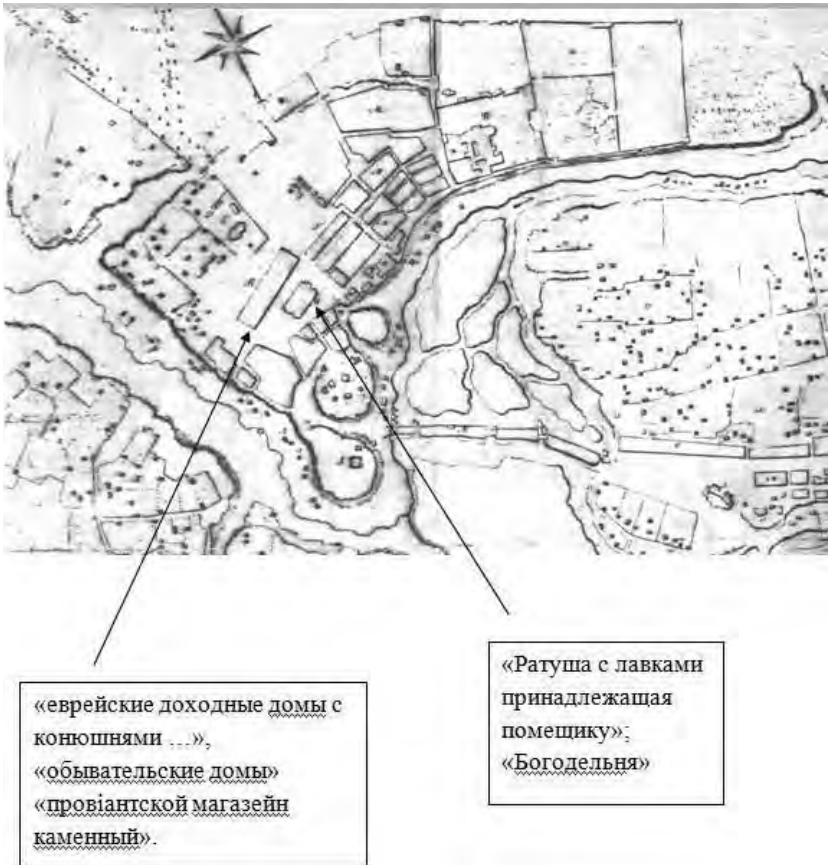 «еврейские доходные домы с
конюшнями …»,
«обывательские домы»
«провіантской магазейн
каменный».
«Ратуша с лавками
принадлежащая
помещику»;
«Богодельня»